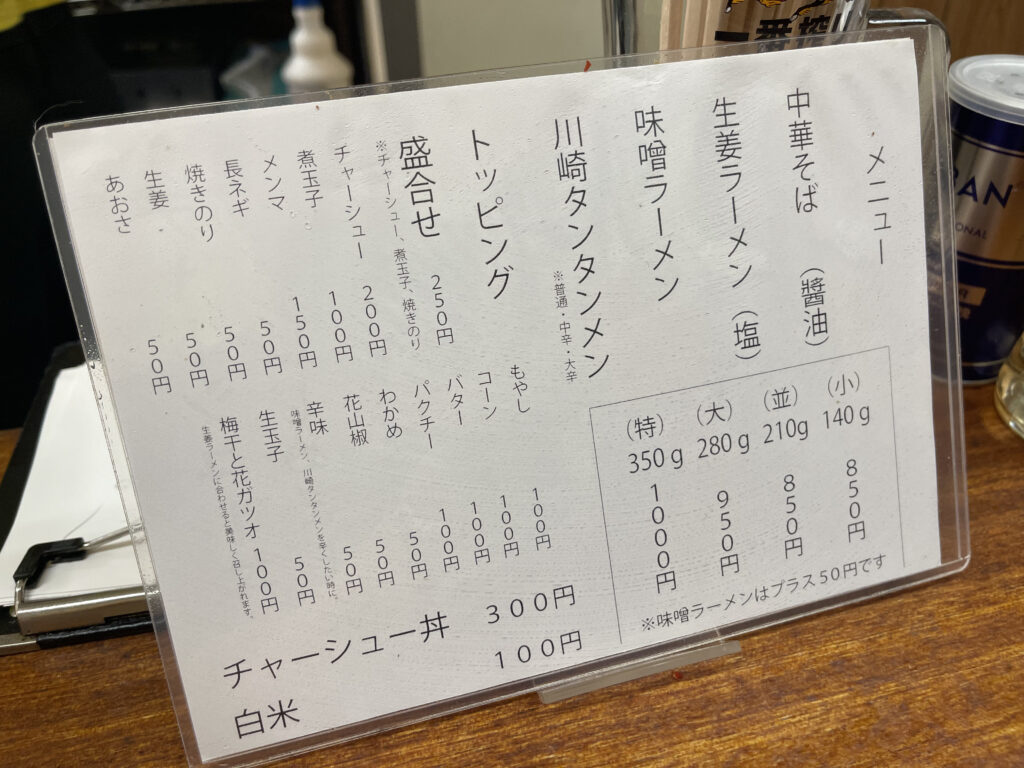 メニュー
中華そば (醬油)
生姜ラーメン (塩)
味噌ラーメン
川崎タンタンメン
※普通・中辛・大辛
(小) 140g 850円
(並) 210g 850円
(大) 280g 950円
(特) 350g 1000円
※味噌ラーメンはプラス50円です
トッピング
盛合せ 250円
※チャーシュー、煮玉子、焼きのり
チャーシュー 200円
煮玉子 100円
メンマ 150円
長ネギ 50円
焼きのり 50円
生姜 50円
あおさ 50円
もやし 100円
コーン 100円
バター 100円
パクチー 100円
わかめ 50円
花山椒 50円
辛味 50円
味噌ラーメン、川崎タンタンメンを辛くしたい時に。
生玉子 50円
梅干と花ガツオ 100円
生姜ラーメンに合わせると美味しく召し上がれます。
チャーシュー丼 300円
白米 100円